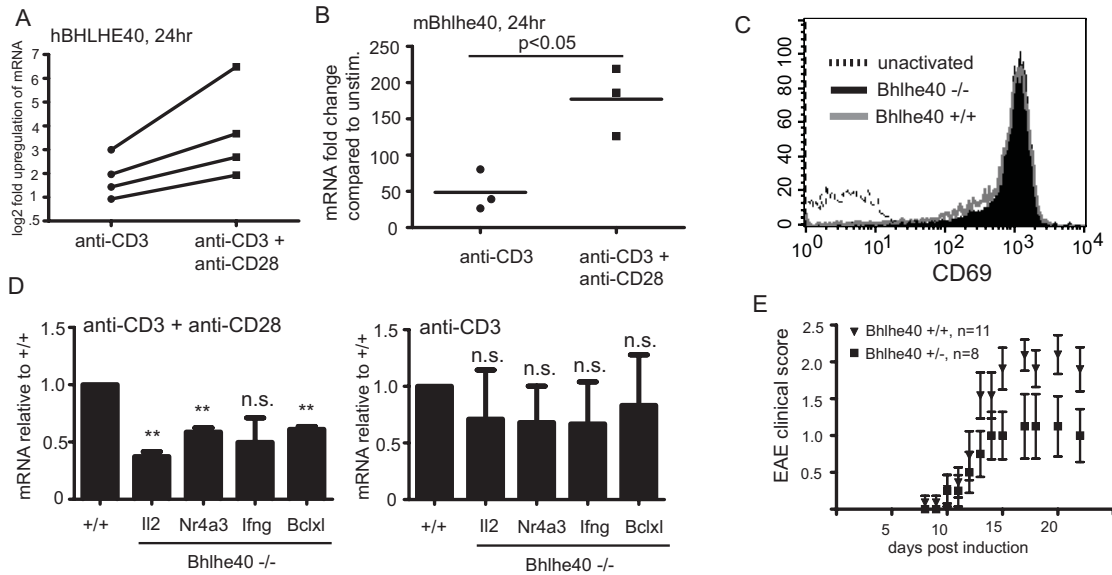 A
hBHLHE40, 24hr
log2 fold upregulation of mRNA
7
6
5
4
3
2
1
.5
anti-CD3
anti-CD3 +
anti-CD28
B
mBhlhe40, 24hr
p<0.05
mRNA fold change
compared to unstim.
250
200
150
100
50
0
anti-CD3
anti-CD3 +
anti-CD28
C
unactivated
Bhlhe40 -/-
Bhlhe40 +/+
100
80
60
40
20
0
10^0
10^1
10^2
10^3
10^4
CD69
D
anti-CD3 + anti-CD28
mRNA relative to +/+
1.5
1.0
0.5
0
**
**
n.s.
**
+/+
Il2
Nr4a3
Ifng
Bclxl
Bhlhe40 -/-
anti-CD3
mRNA relative to +/+
1.5
1.0
0.5
0
n.s.
n.s.
n.s.
n.s.
+/+
Il2
Nr4a3
Ifng
Bclxl
Bhlhe40 -/-
E
Bhlhe40 +/+, n=11
Bhlhe40 +/-, n=8
EAE clinical score
2.5
2.0
1.5
1.0
0.5
5
10
15
20
days post induction